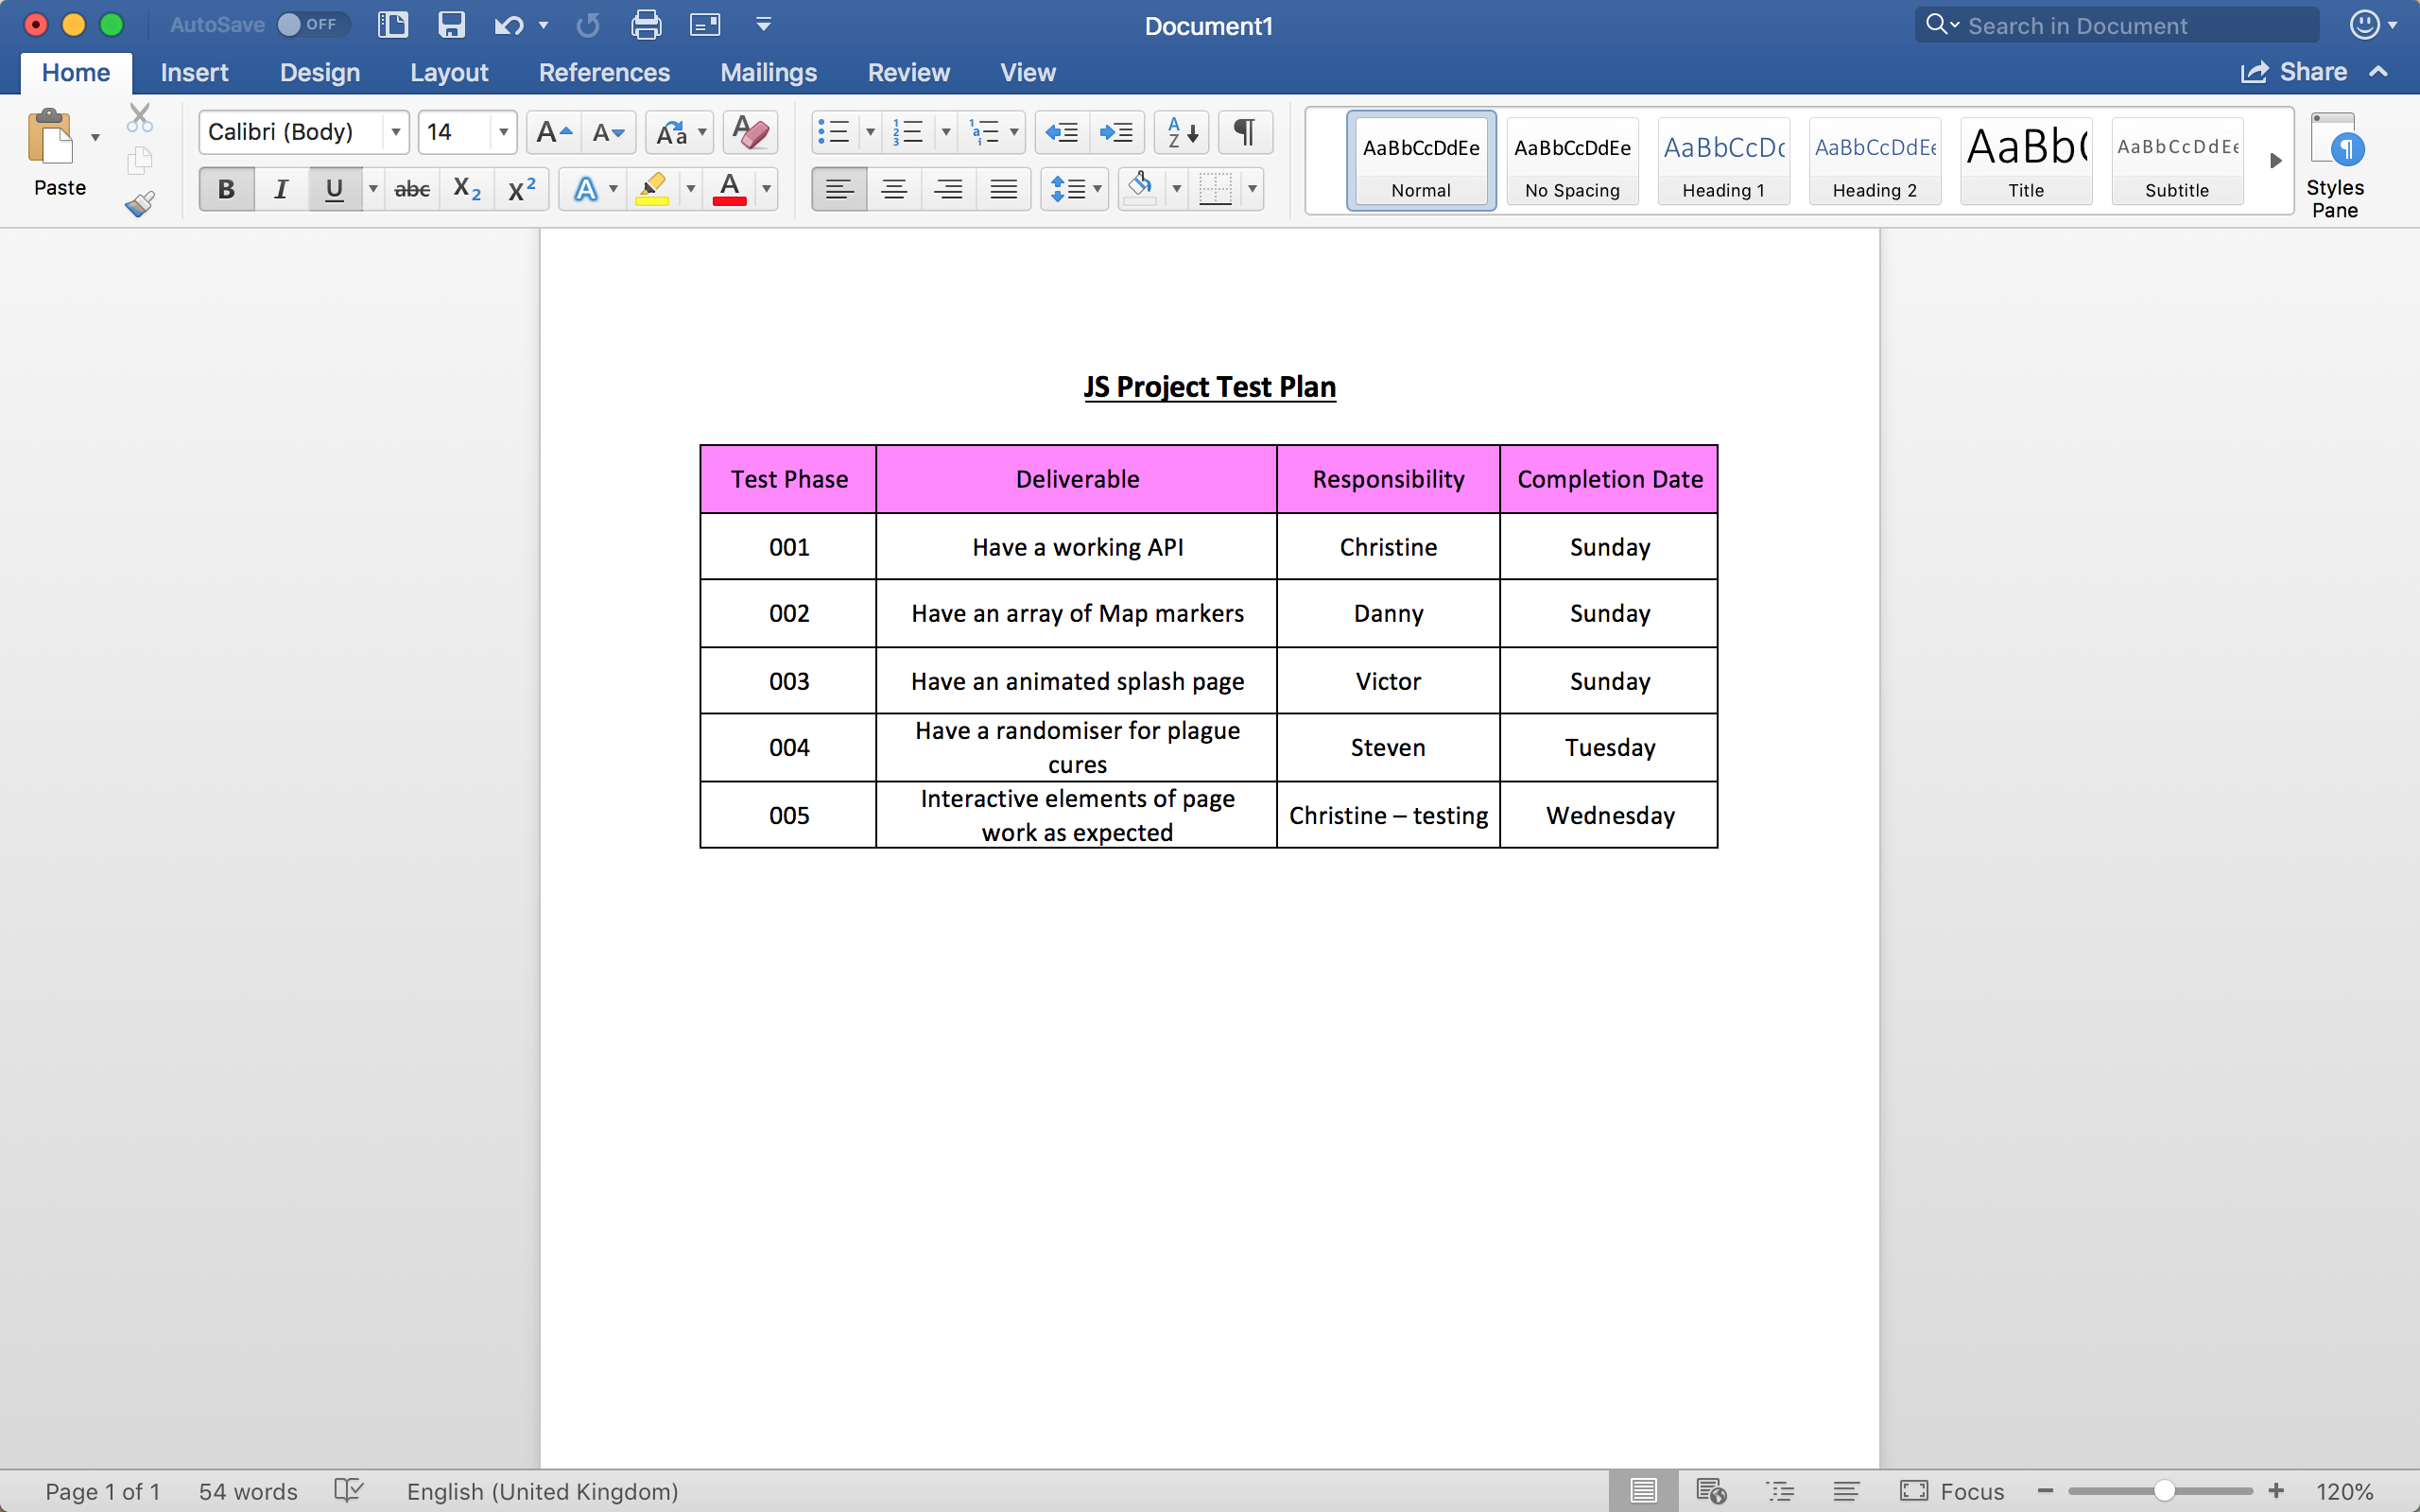 AutoSave OFF Document1 Search in Document
Home Insert Design Layout References Mailings Review View Share
Paste
Calibri (Body) 14 A A Aa A
B I U abc X2 X2 A A
AaBbCcDdEe AaBbCcDdEe AaBbCcDc AaBbCcDdEe AaBb( AaBbCcDdEe
Normal No Spacing Heading 1 Heading 2 Title Subtitle
Styles
Pane
JS Project Test Plan
Test Phase Deliverable Responsibility Completion Date
001 Have a working API Christine Sunday
002 Have an array of Map markers Danny Sunday
003 Have an animated splash page Victor Sunday
004 Have a randomiser for plague
cures Steven Tuesday
005 Interactive elements of page
work as expected Christine – testing Wednesday
Page 1 of 1 54 words English (United Kingdom) Focus 120%